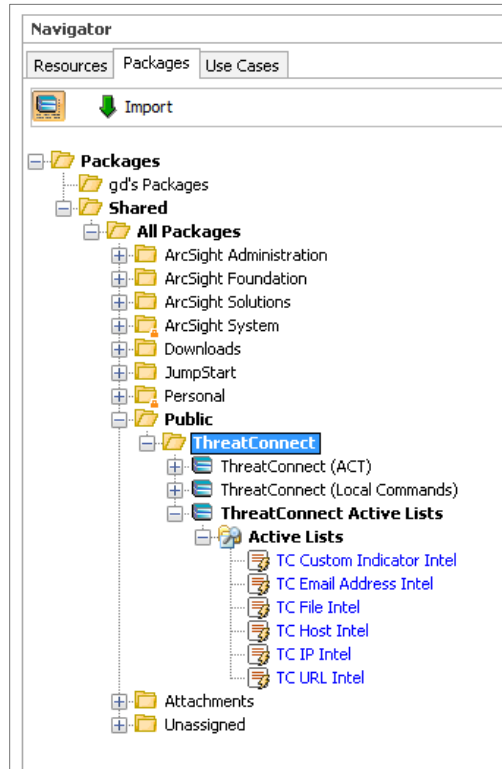 Navigator
Resources Packages Use Cases
Import
Packages
gd's Packages
Shared
All Packages
ArcSight Administration
ArcSight Foundation
ArcSight Solutions
ArcSight System
Downloads
JumpStart
Personal
Public
ThreatConnect
ThreatConnect (ACT)
ThreatConnect (Local Commands)
ThreatConnect Active Lists
Active Lists
TC Custom Indicator Intel
TC Email Address Intel
TC File Intel
TC Host Intel
TC IP Intel
TC URL Intel
Attachments
Unassigned